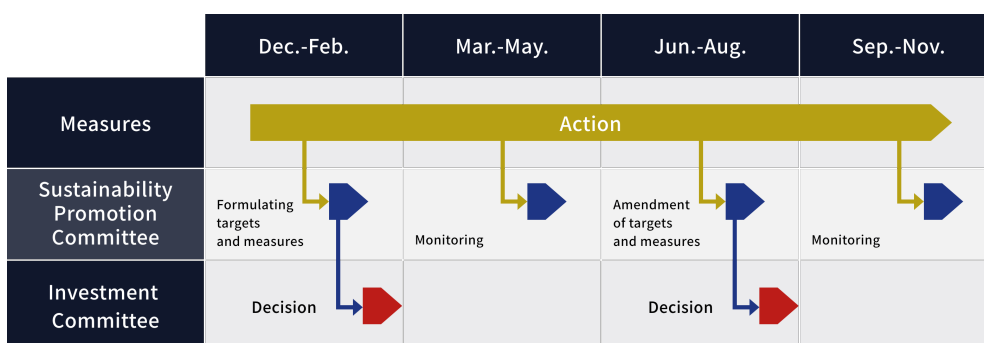 Dec.-Feb.
Mar.-May.
Jun.-Aug.
Sep.-Nov.
Measures
Action
Sustainability
Promotion
Committee
Formulating
targets
and measures
Monitoring
Amendment
of targets
and measures
Monitoring
Investment
Committee
Decision
Decision